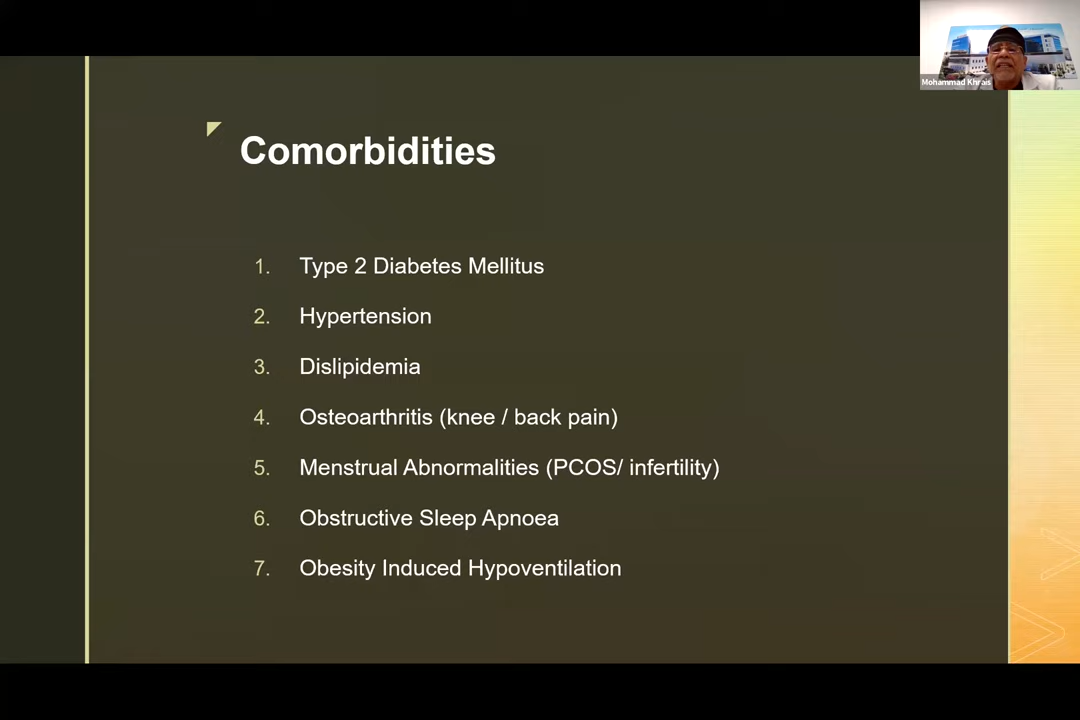 Mohammad Khrais
Comorbidities
1. Type 2 Diabetes Mellitus
2. Hypertension
3. Dislipidemia
4. Osteoarthritis (knee / back pain)
5. Menstrual Abnormalities (PCOS/ infertility)
6. Obstructive Sleep Apnoea
7. Obesity Induced Hypoventilation